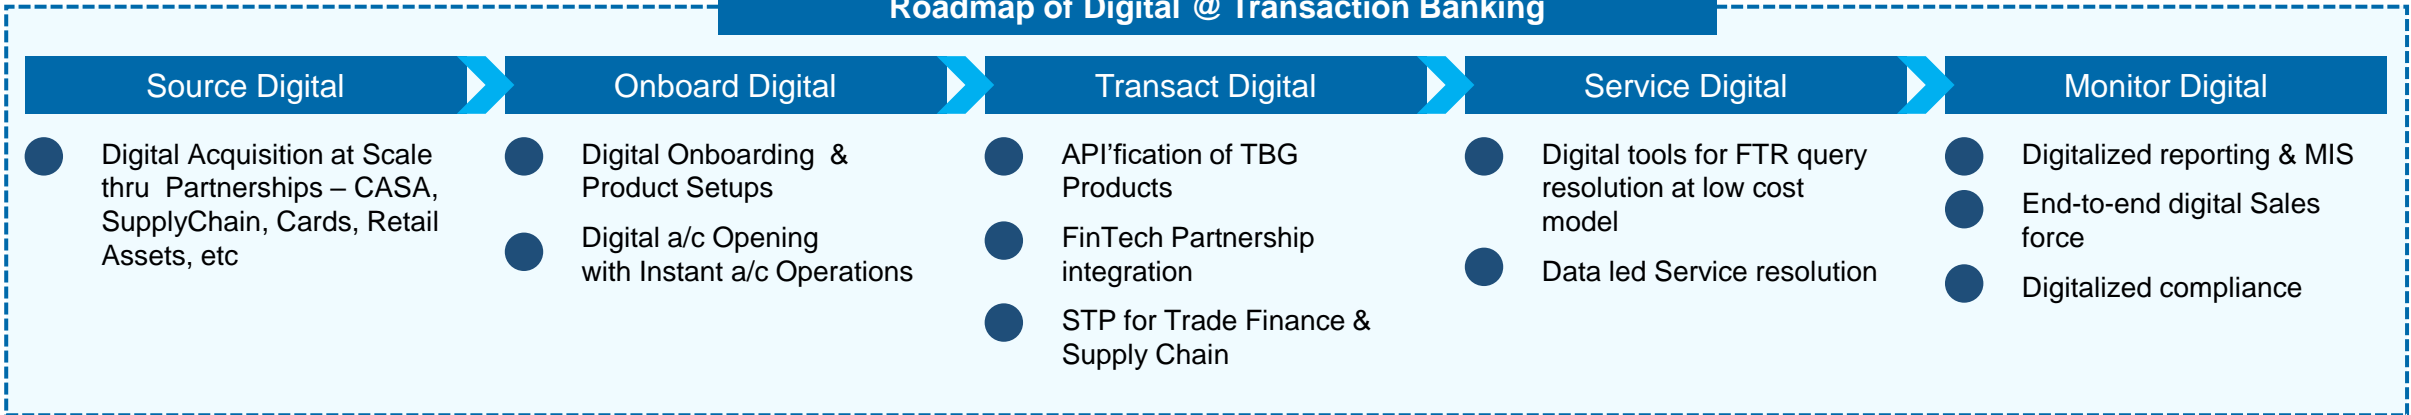 Roadmap of Digital @ Transaction Banking
Source Digital
Onboard Digital
Transact Digital
Service Digital
Monitor Digital
Digital Acquisition at Scale
thru  Partnerships – CASA,
SupplyChain, Cards, Retail
Assets, etc
Digital Onboarding  &
Product Setups
Digital a/c Opening
with Instant a/c Operations
API’fication of TBG
Products
FinTech Partnership
integration
STP for Trade Finance &
Supply Chain
Digital tools for FTR query
resolution at low cost
model
Data led Service resolution
Digitalized reporting & MIS
End-to-end digital Sales
force
Digitalized compliance